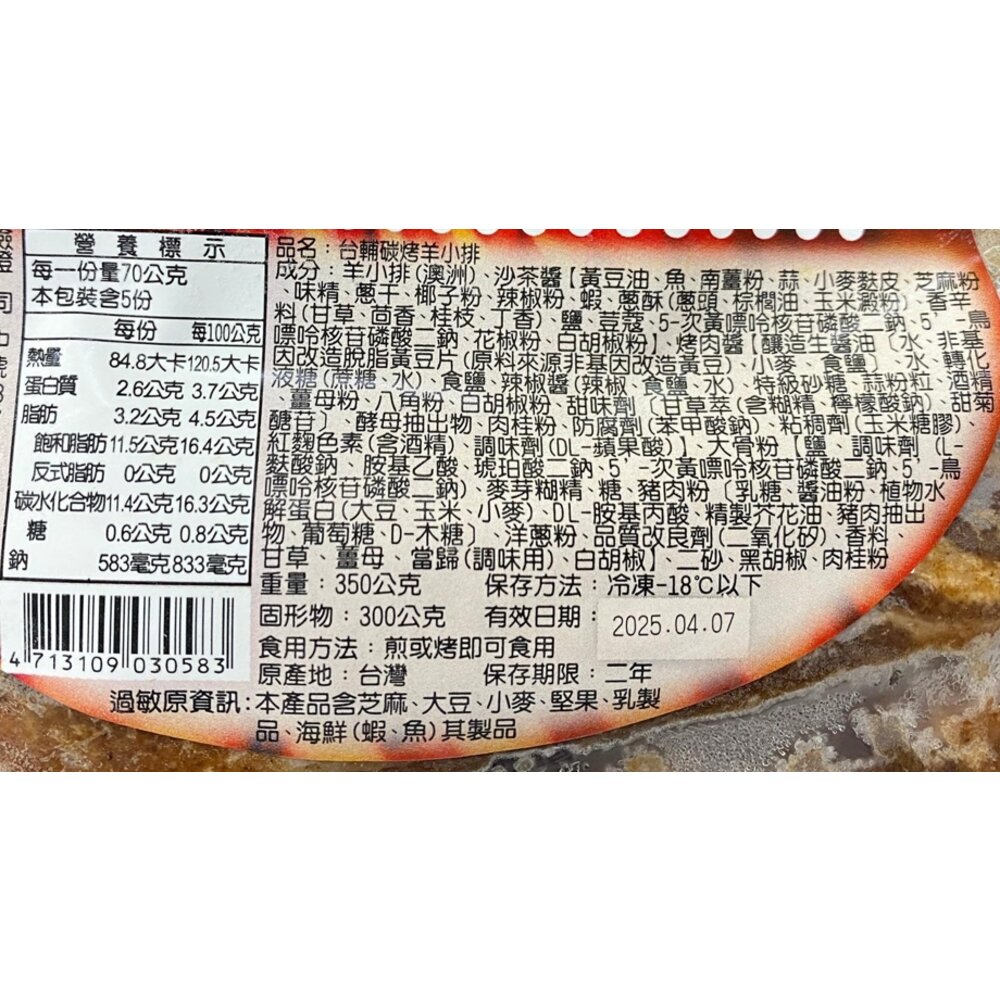 營養標示
每一份量70公克
本包裝含5份
每份 每100公克
熱量 84.8大卡 120.5大卡
蛋白質 2.6公克 3.7公克
脂肪 3.2公克 4.5公克
飽和脂肪 11.5公克 16.4公克
反式脂肪 0公克 0公克
碳水化合物 11.4公克 16.3公克
糖 0.6公克 0.8公克
鈉 583毫克 833毫克
4 713109 030583
品名：台輔碳烤羊小排
成分：羊小排(澳洲)、沙茶醬【黃豆油、魚、南薑粉、蒜、小麥麩皮、芝麻粉
、味精、蔥干、椰子粉、辣椒粉、蝦、蔥酥(蔥頭、棕櫚油、玉米澱粉)、香辛
料(甘草、茴香、桂枝、丁香)、鹽、荳蔻、5-次黃嘌呤核苷磷酸二鈉、5'-鳥
嘌呤核苷磷酸二鈉、花椒粉、白胡椒粉】、烤肉醬【釀造生醬油〔水、非基
因改造脫脂黃豆片(原料來源非基因改造黃豆)、小麥、食鹽〕、水、轉化
液糖(蔗糖、水)、食鹽、辣椒醬(辣椒、食鹽、水)、特級砂糖、蒜粉粒、酒精
、薑母粉、八角粉、白胡椒粉、甜味劑〔甘草萃(含糊精、檸檬酸鈉)、甜菊
醣苷〕、酵母抽出物、肉桂粉、防腐劑(苯甲酸鈉)、粘稠劑(玉米糖膠)、
紅麴色素(含酒精)、調味劑(DL-蘋果酸)】、大骨粉【鹽、調味劑(L-
麩酸鈉、胺基乙酸、琥珀酸二鈉、5'-次黃嘌呤核苷磷酸二鈉、5'-鳥
嘌呤核苷磷酸二鈉)、麥芽糊精、糖、豬肉粉〔乳糖、醬油粉、植物水
解蛋白(大豆、玉米、小麥)、DL-胺基丙酸、精製芥花油、豬肉抽出
物、葡萄糖、D-木糖〕、洋蔥粉、品質改良劑(二氧化矽)、香料、
甘草、薑母、當歸(調味用)、白胡椒】、二砂、黑胡椒、肉桂粉
重量：350公克 保存方法：冷凍-18℃以下
固形物：300公克 有效日期：2025.04.07
食用方法：煎或烤即可食用
原產地：台灣 保存期限：二年
過敏原資訊：本產品含芝麻、大豆、小麥、堅果、乳製
品、海鮮(蝦、魚)其製品